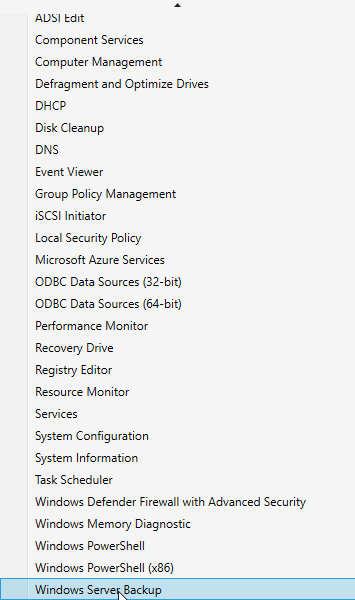 ADSI Edit
Component Services
Computer Management
Defragment and Optimize Drives
DHCP
Disk Cleanup
DNS
Event Viewer
Group Policy Management
iSCSI Initiator
Local Security Policy
Microsoft Azure Services
ODBC Data Sources (32-bit)
ODBC Data Sources (64-bit)
Performance Monitor
Recovery Drive
Registry Editor
Resource Monitor
Services
System Configuration
System Information
Task Scheduler
Windows Defender Firewall with Advanced Security
Windows Memory Diagnostic
Windows PowerShell
Windows PowerShell (x86)
Windows Server Backup